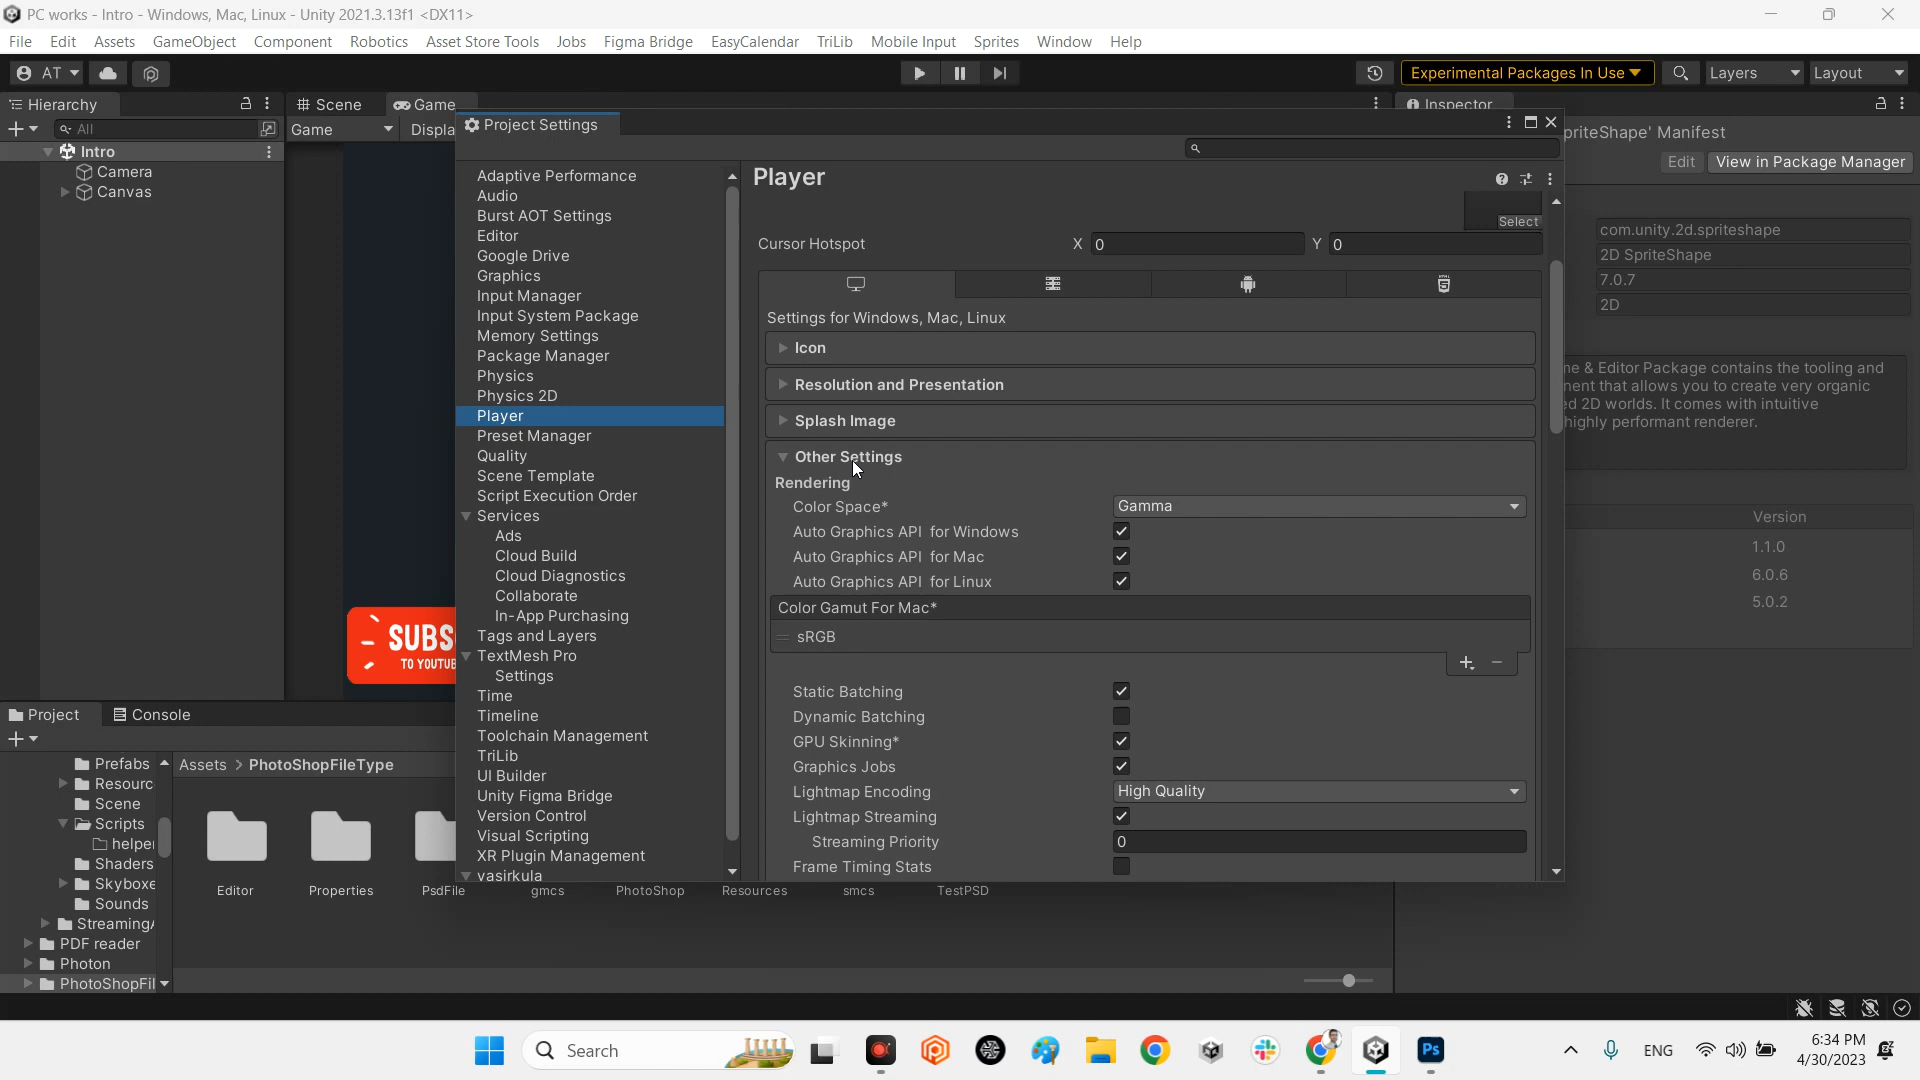 PC works - Intro - Windows, Mac, Linux - Unity 2021.3.13f1 <DX11>
File Edit Assets GameObject Component Robotics Asset Store Tools Jobs Figma Bridge EasyCalendar TriLib Mobile Input Sprites Window Help
AT Experimental Packages In Use Layers Layout
Hierarchy
All
Intro
Camera
Canvas
Scene Game
Game Displa
SUBS
TO YOUTUB
Project Settings
Adaptive Performance
Audio
Burst AOT Settings
Editor
Google Drive
Graphics
Input Manager
Input System Package
Memory Settings
Package Manager
Physics
Physics 2D
Player
Preset Manager
Quality
Scene Template
Script Execution Order
Services
Ads
Cloud Build
Cloud Diagnostics
Collaborate
In-App Purchasing
Tags and Layers
TextMesh Pro
Settings
Time
Timeline
Toolchain Management
TriLib
UI Builder
Unity Figma Bridge
Version Control
Visual Scripting
XR Plugin Management
yasirkula
Player
Select
Cursor Hotspot X 0 Y 0
Settings for Windows, Mac, Linux
Icon
Resolution and Presentation
Splash Image
Other Settings
Rendering
Color Space* Gamma
Auto Graphics API for Windows
Auto Graphics API for Mac
Auto Graphics API for Linux
Color Gamut For Mac*
sRGB
Static Batching
Dynamic Batching
GPU Skinning*
Graphics Jobs
Lightmap Encoding High Quality
Lightmap Streaming
Streaming Priority 0
Frame Timing Stats
Inspector
priteShape' Manifest
Edit View in Package Manager
com.unity.2d.spriteshape
2D SpriteShape
7.0.7
2D
ne & Editor Package contains the tooling and
nent that allows you to create very organic
d 2D worlds. It comes with intuitive
highly performant renderer.
Version
1.1.0
6.0.6
5.0.2
Project Console
Prefabs
Resourc
Scene
Scripts
helper
Shaders
Skyboxe
Sounds
StreamingA
PDF reader
Photon
PhotoShopFil
Assets > PhotoShopFileType
Editor Properties PsdFile gmcs PhotoShop Resources smcs TestPSD
Search
Ps
ENG
6:34 PM
4/30/2023